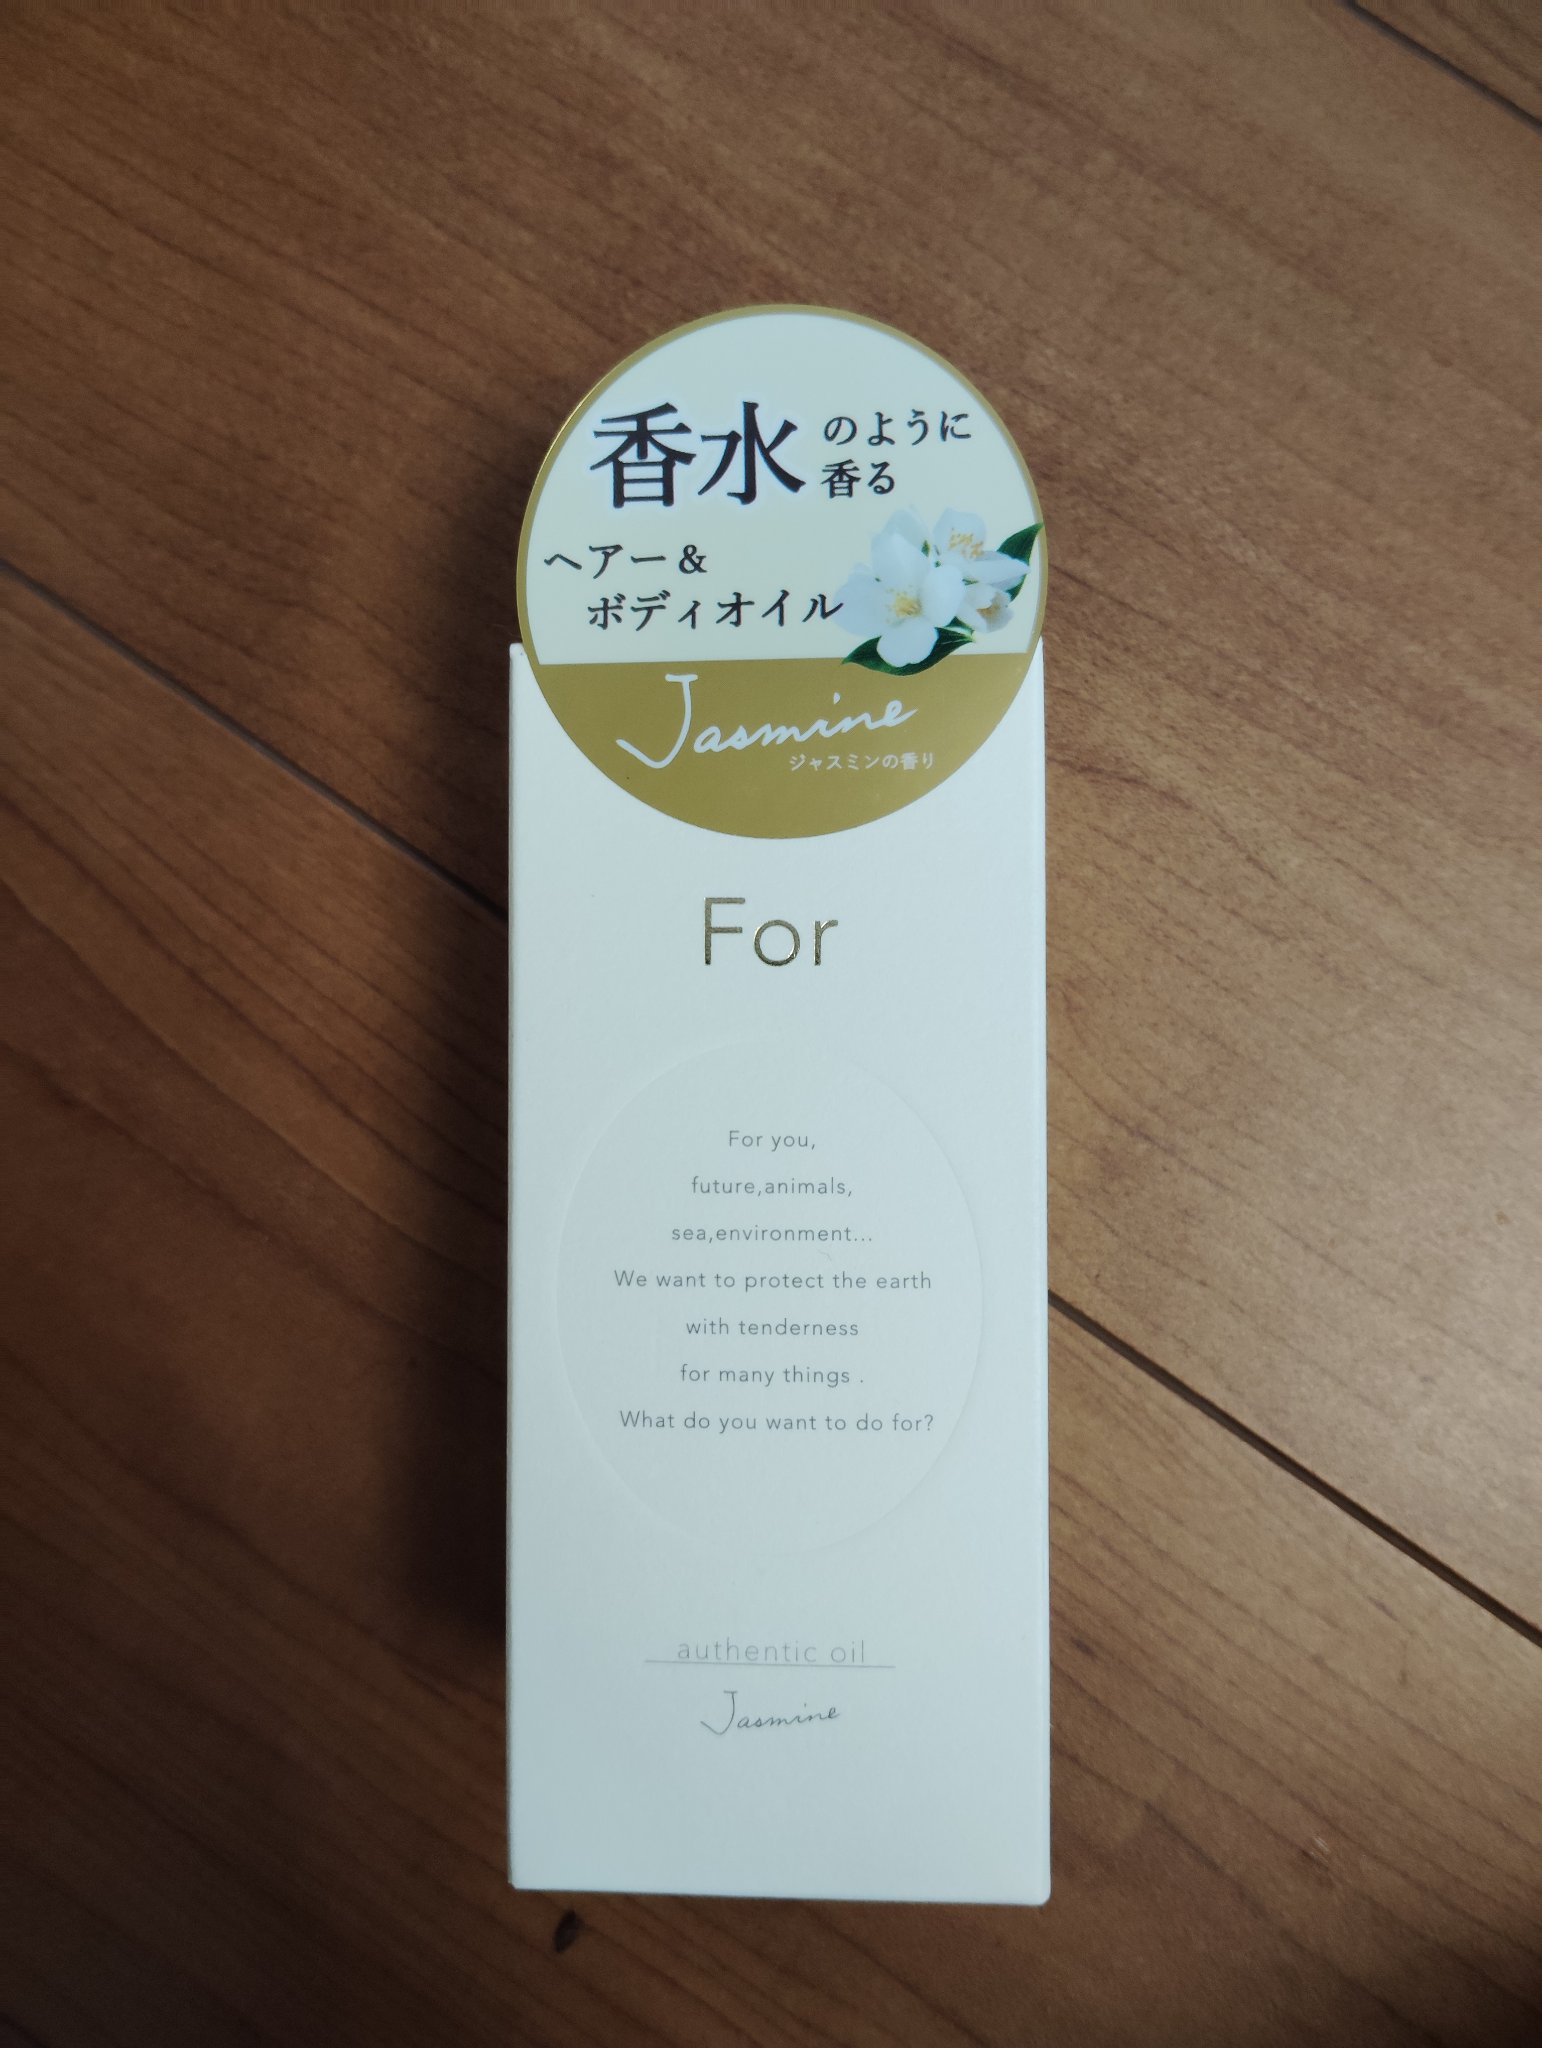 香水のように
香る
ヘアー&
ボディオイル
Jasmine
ジャスミンの香り
For
For you,
future,animals,
sea,environment...
We want to protect the earth
with tenderness
for many things .
What do you want to do for?
authentic oil
Jasmine